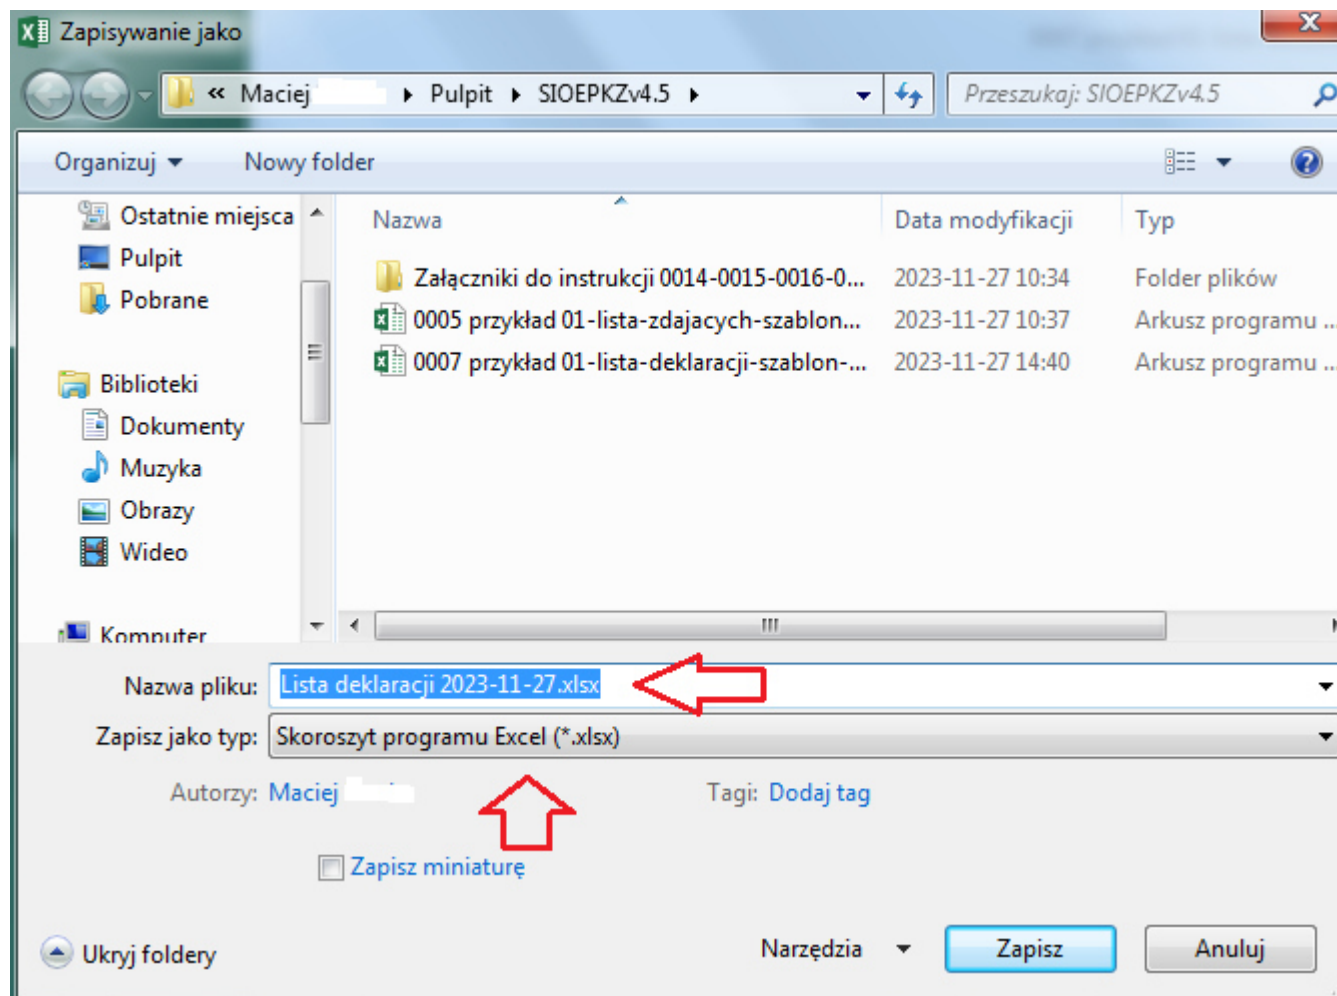 Zapisywanie jako
« Maciej ▸ Pulpit ▸ SIOEPKZv4.5 ▸ Przeszukaj: SIOEPKZv4.5
Organizuj Nowy folder
Ostatnie miejsca
Pulpit
Pobrane
Biblioteki
Dokumenty
Muzyka
Obrazy
Wideo
Komputer
Nazwa Data modyfikacji Typ
Załączniki do instrukcji 0014-0015-0016-0... 2023-11-27 10:34 Folder plików
0005 przykład 01-lista-zdajacych-szablon... 2023-11-27 10:37 Arkusz programu ...
0007 przykład 01-lista-deklaracji-szablon-... 2023-11-27 14:40 Arkusz programu ...
Nazwa pliku: Lista deklaracji 2023-11-27.xlsx
Zapisz jako typ: Skoroszyt programu Excel (*.xlsx)
Autorzy: Maciej Tagi: Dodaj tag
Zapisz miniaturę
Ukryj foldery Narzędzia Zapisz Anuluj